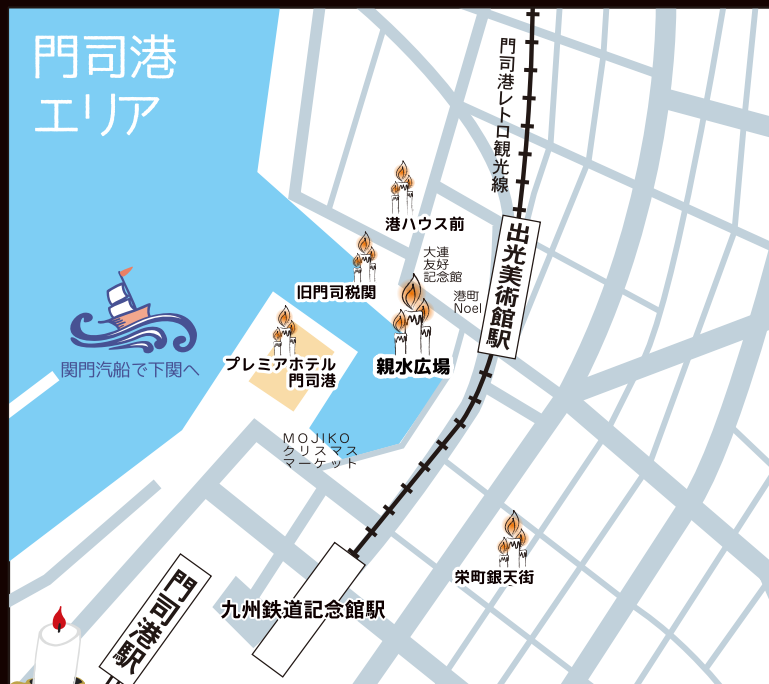 門司港
エリア
門司港レトロ観光線
港ハウス前
大連
友好
記念館
旧門司税関
港町
Noel
出光美術館駅
親水広場
プレミアホテル
門司港
関門汽船で下関へ
MOJIKO
クリスマス
マーケット
栄町銀天街
九州鉄道記念館駅
門司港駅